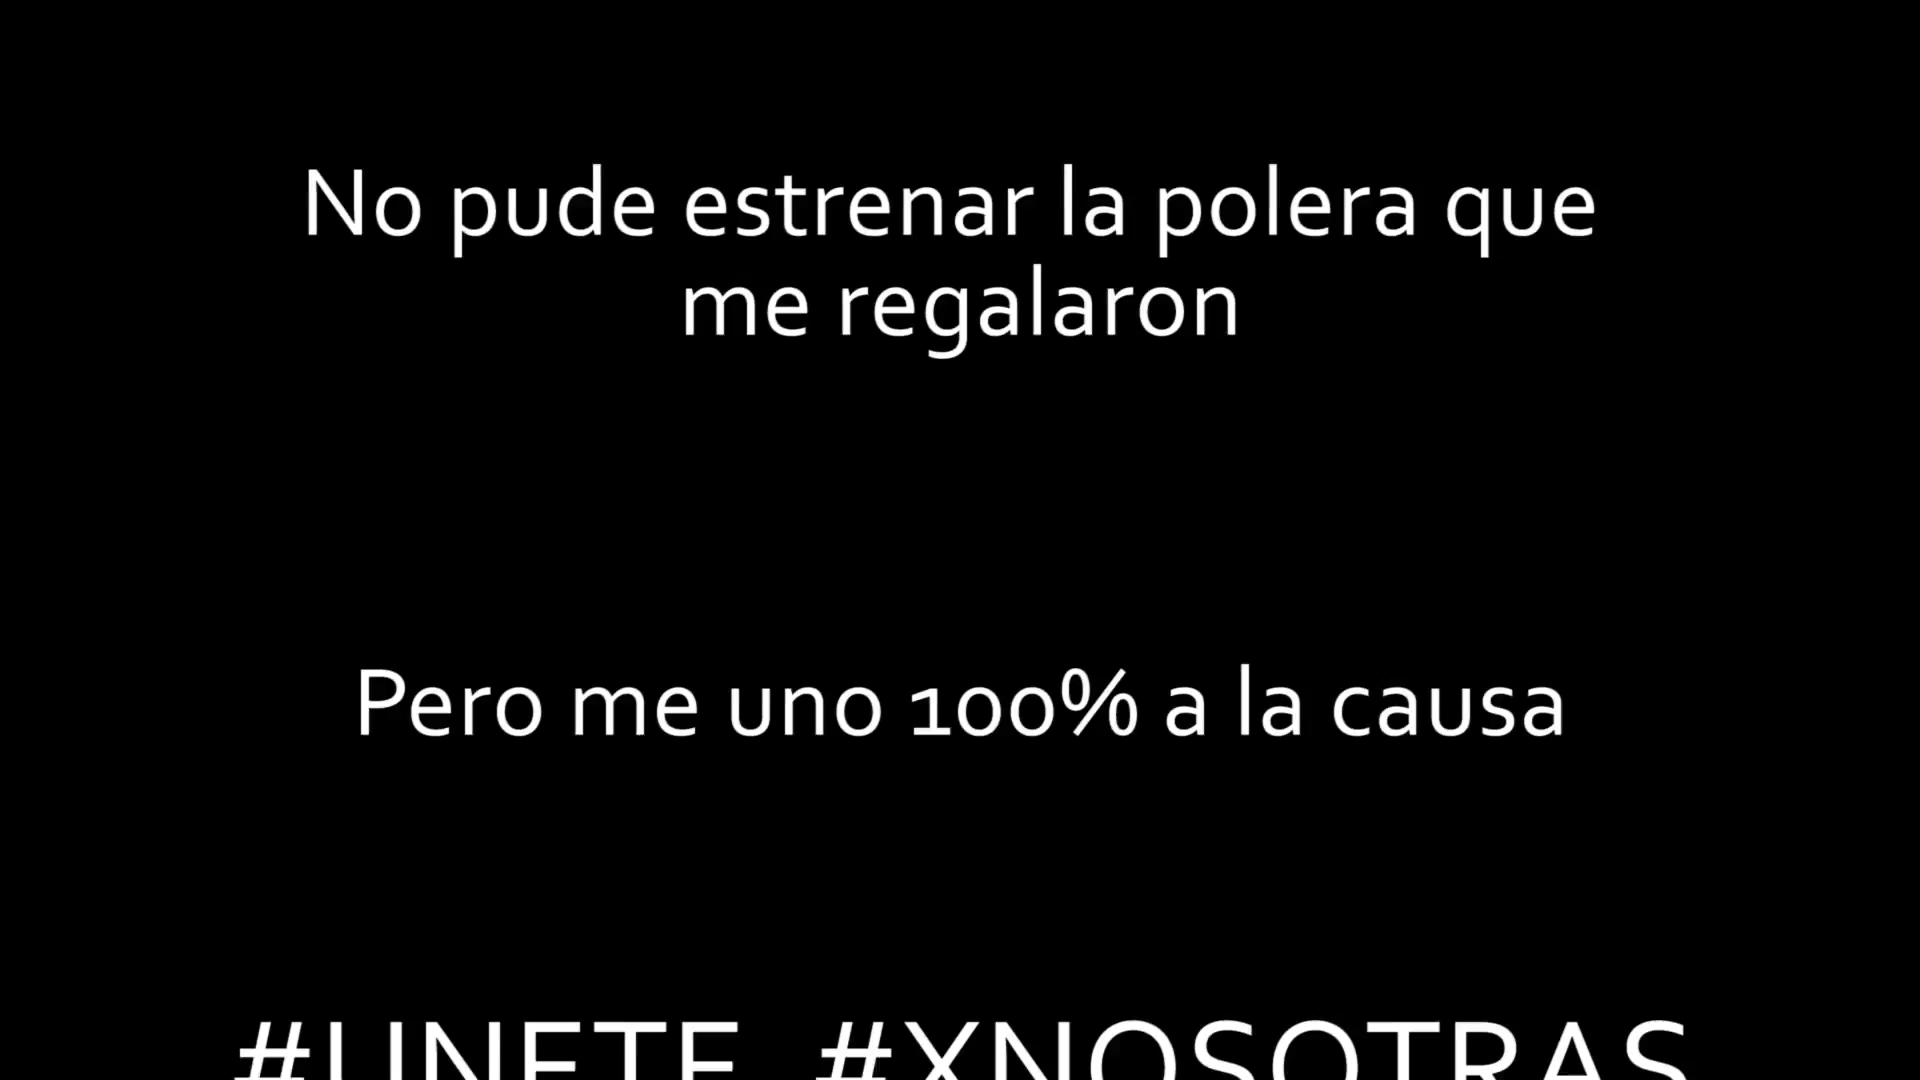 No pude estrenar la polera que
me regalaron
Pero me uno 100% a la causa
#UNETE #XNOSOTRAS